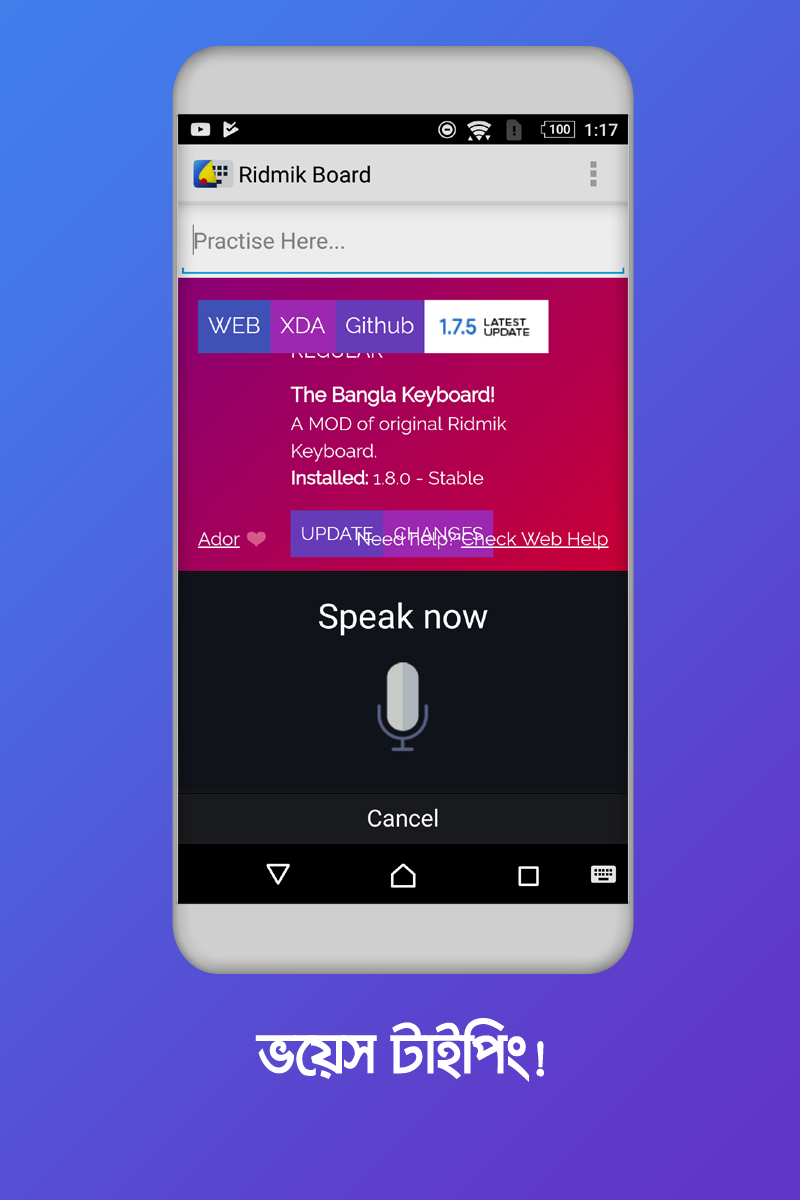 100 1:17
Ridmik Board
Practise Here...
WEB XDA Github 1.7.5 LATEST UPDATE
REGULAR
The Bangla Keyboard!
A MOD of original Ridmik
Keyboard.
Installed: 1.8.0 - Stable
UPDATE CHANGES
Ador Need help? Check Web Help
Speak now
Cancel
ভয়েস টাইপিং!